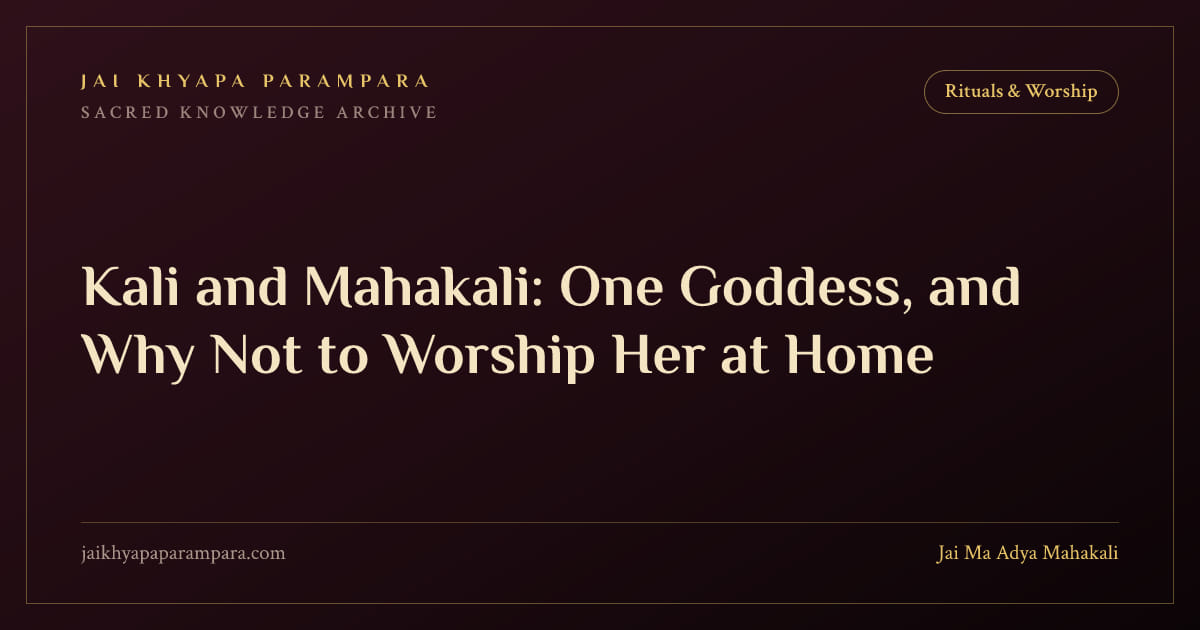 JAI KHYAPA PARAMPARA
SACRED KNOWLEDGE ARCHIVE
Rituals & Worship
Kali and Mahakali: One Goddess, and
Why Not to Worship Her at Home
jaikhyapaparampara.com
Jai Ma Adya Mahakali